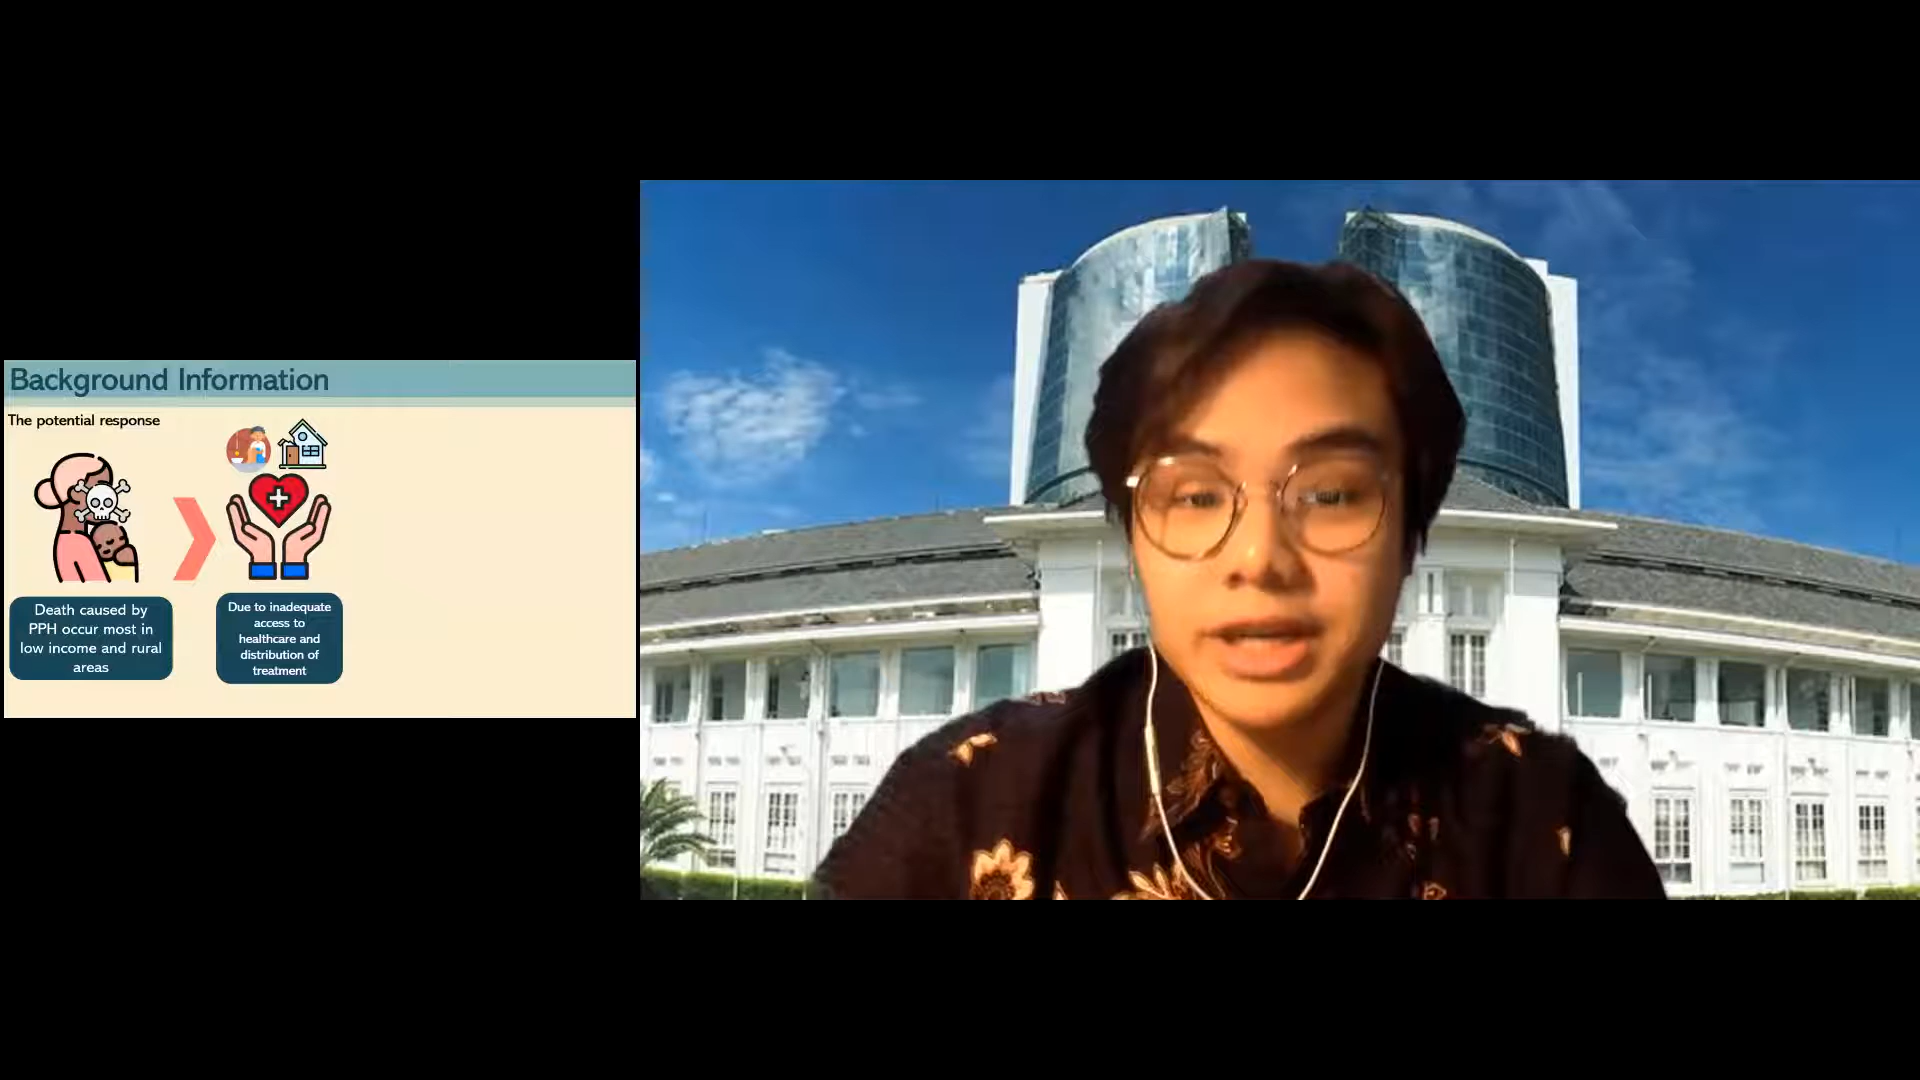 Background Information
The potential response
Death caused by
PPH occur most in
low income and rural
areas
Due to inadequate
access to
healthcare and
distribution of
treatment